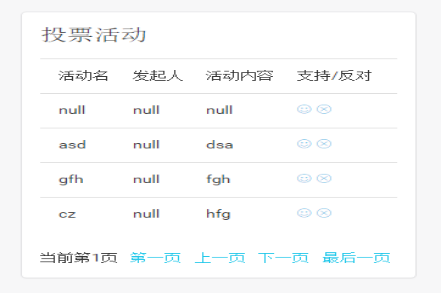 投票活动
活动名 发起人 活动内容 支持/反对
null null null
asd null dsa
gfh null fgh
cz null hfg
当前第1页 第一页 上一页 下一页 最后一页